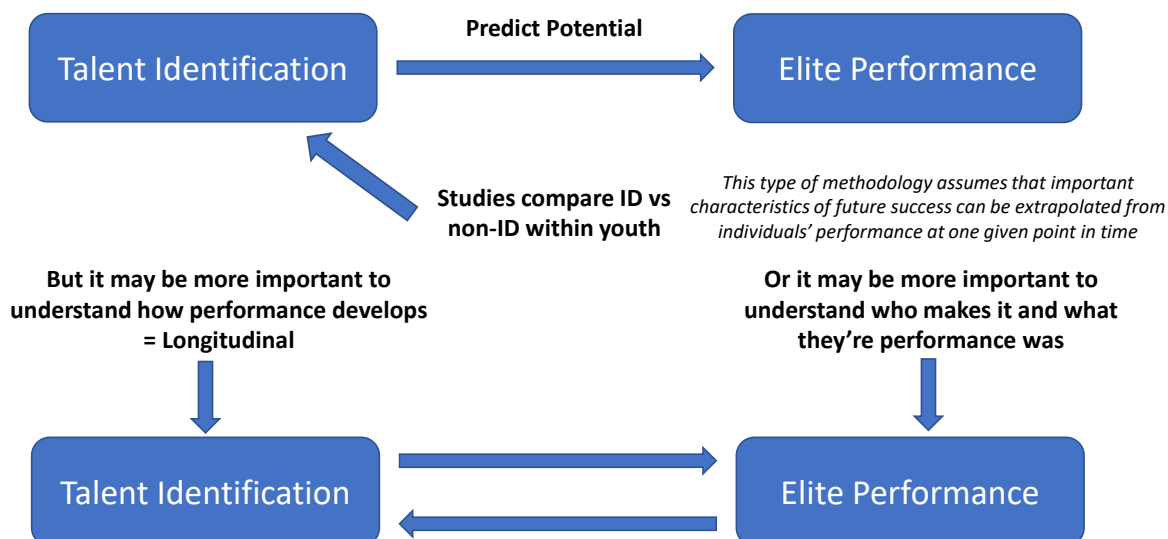 Predict Potential
Talent Identification
Elite Performance
Studies compare ID vs
non-ID within youth
This type of methodology assumes that important
characteristics of future success can be extrapolated from
individuals’ performance at one given point in time
But it may be more important to
understand how performance develops
= Longitudinal
Or it may be more important to
understand who makes it and what
they’re performance was
Talent Identification
Elite Performance